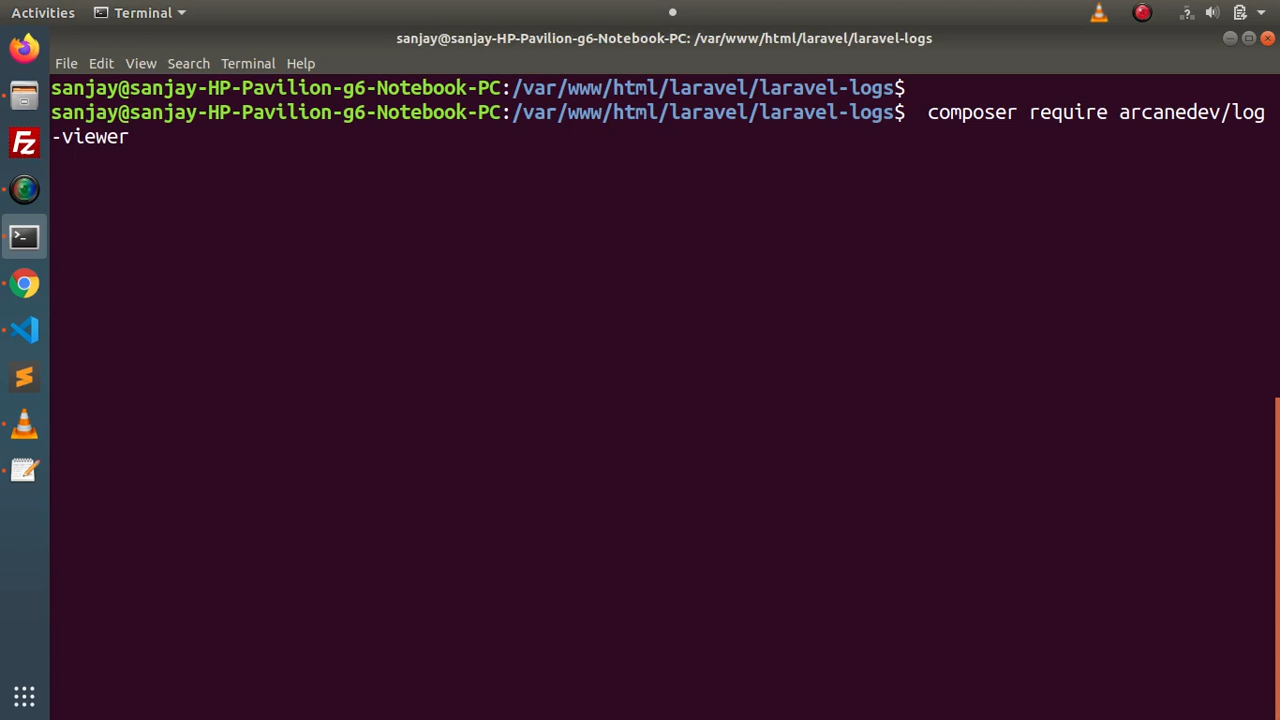 Activities Terminal
sanjay@sanjay-HP-Pavilion-g6-Notebook-PC: /var/www/html/laravel/laravel-logs
File Edit View Search Terminal Help
sanjay@sanjay-HP-Pavilion-g6-Notebook-PC:/var/www/html/laravel/laravel-logs$
sanjay@sanjay-HP-Pavilion-g6-Notebook-PC:/var/www/html/laravel/laravel-logs$  composer require arcanedev/log
-viewer